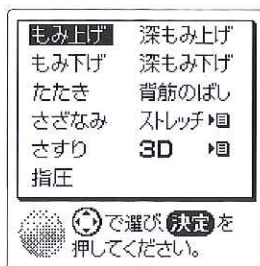 もみ上げ 深もみ上げ
もみ下げ 深もみ下げ
たたき 背筋のばし
さざなみ ストレッチ
さすり 3D
指圧
で選び、決定を
押してください。